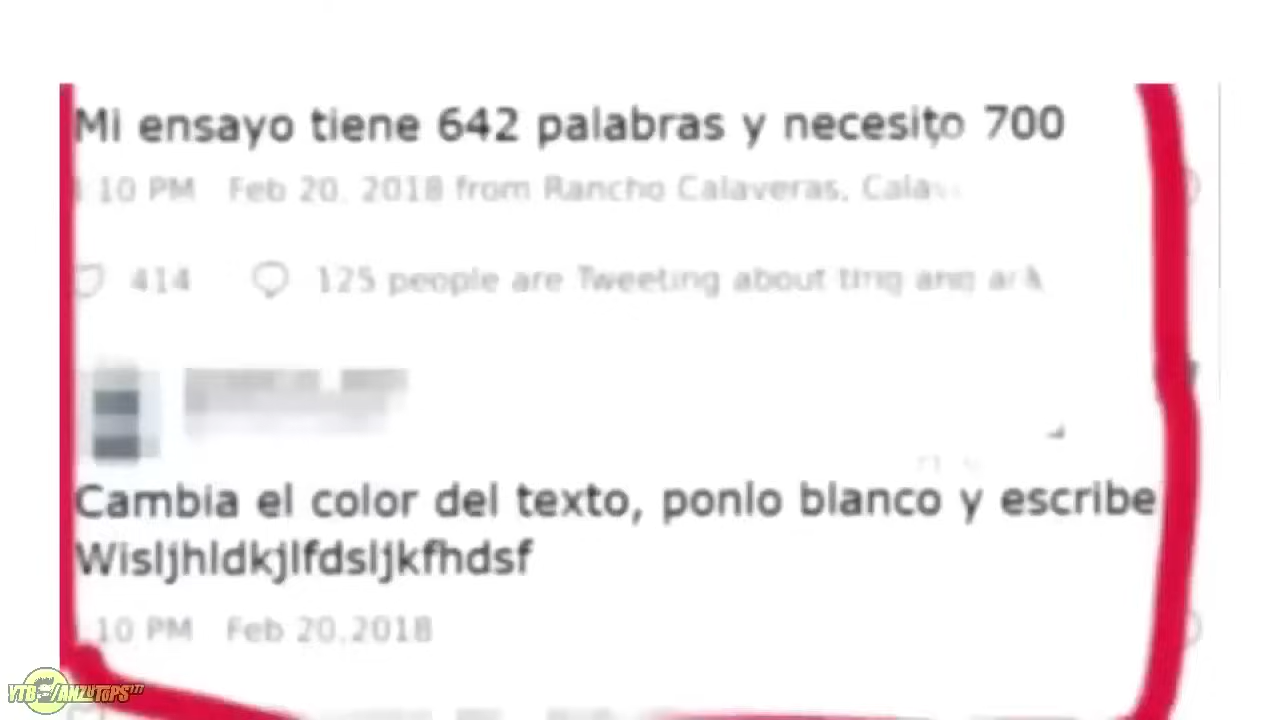 Mi ensayo tiene 642 palabras y necesito 700
10 PM Feb 20, 2018 from Rancho Calaveras,
414 125 people are Tweeting about
Cambia el color del texto, ponlo blanco y escribe
Wisljhldkjlfdsljkfhdsf
10 PM Feb 20,2018